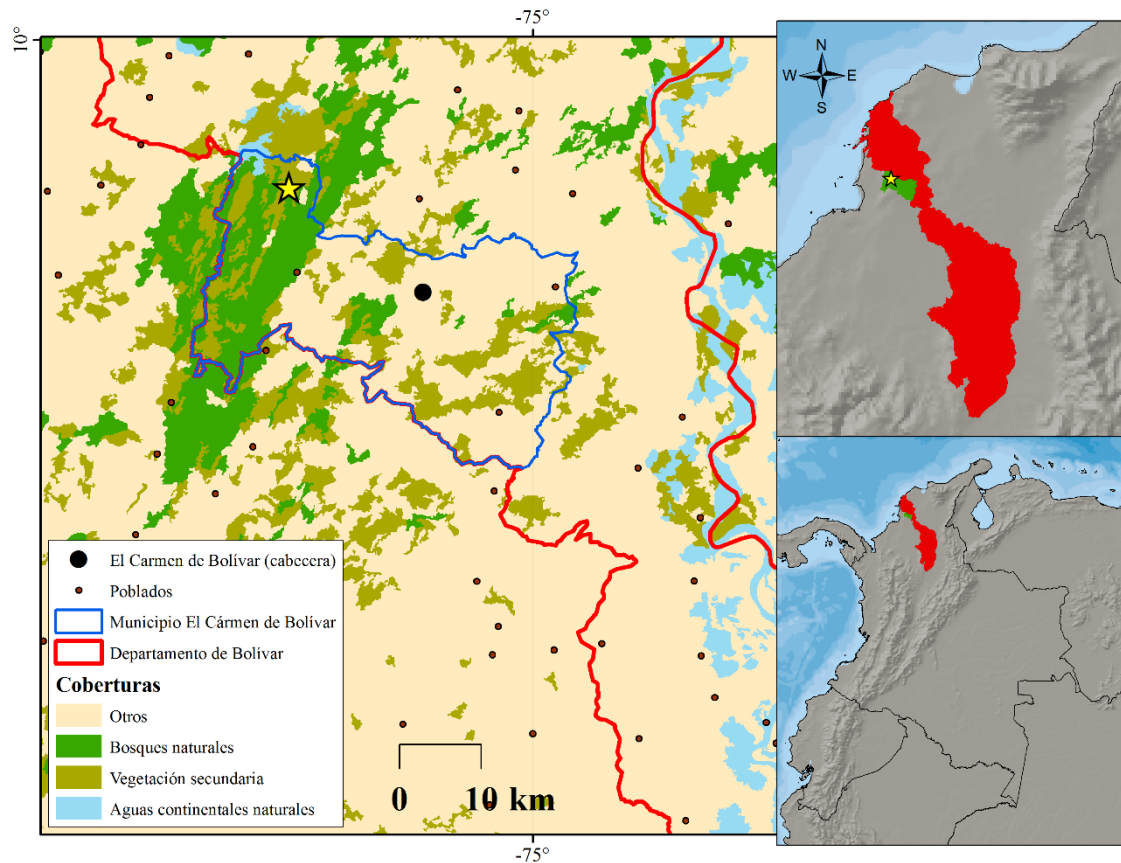 -75°
10°
N
W E
S
El Carmen de Bolívar (cabecera)
Poblados
Municipio El Cármen de Bolívar
Departamento de Bolívar
Coberturas
Otros
Bosques naturales
Vegetación secundaria
Aguas continentales naturales
0 10 km
-75°